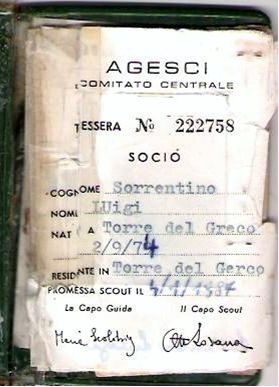 AGESCI
COMITATO CENTRALE
TESSERA № 222758
SOCIO
COGNOME Sorrentino
NOME LUigi
NATO A Torre del Greco
2/9/74
RESIDENTE IN Torre del Gerco
PROMESSA SCOUT IL 4/1/1987
La Capo Guida Il Capo Scout